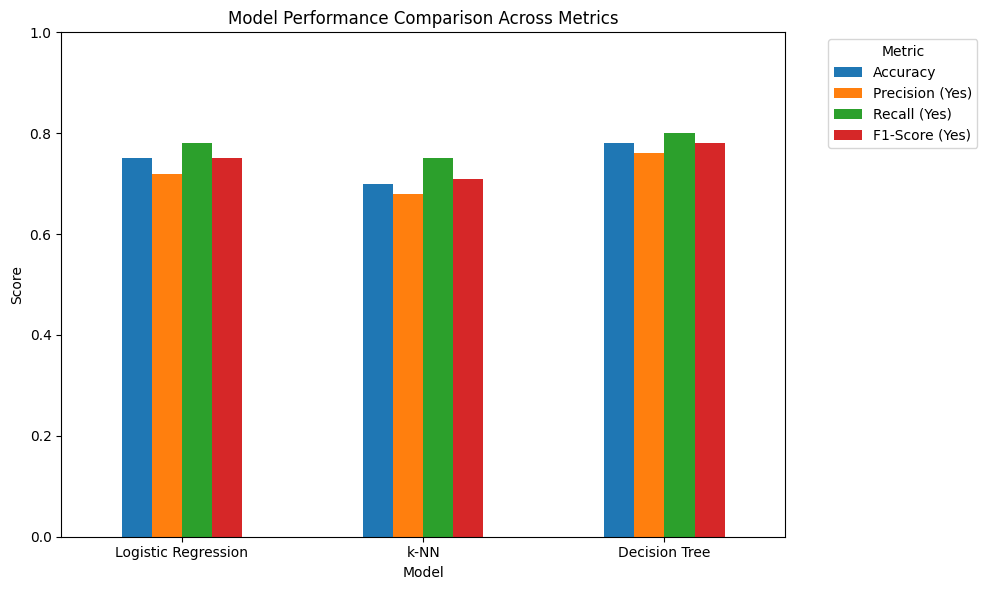 Model Performance Comparison Across Metrics
Score
1.0
0.8
0.6
0.4
0.2
0.0
Logistic Regression
k-NN
Decision Tree
Model
Metric
Accuracy
Precision (Yes)
Recall (Yes)
F1-Score (Yes)